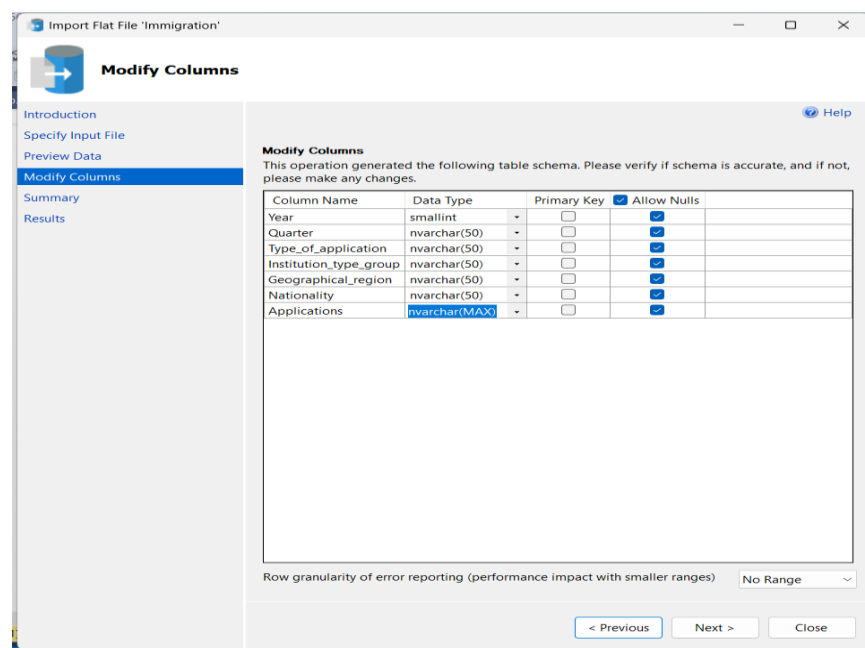 Import Flat File 'Immigration'
Modify Columns
Introduction
Specify Input File
Preview Data
Modify Columns
Summary
Results
Help
Modify Columns
This operation generated the following table schema. Please verify if schema is accurate, and if not,
please make any changes.
Column Name Data Type Primary Key Allow Nulls
Year smallint
Quarter nvarchar(50)
Type_of_application nvarchar(50)
Institution_type_group nvarchar(50)
Geographical_region nvarchar(50)
Nationality nvarchar(50)
Applications nvarchar(MAX)
Row granularity of error reporting (performance impact with smaller ranges) No Range
< Previous Next > Close